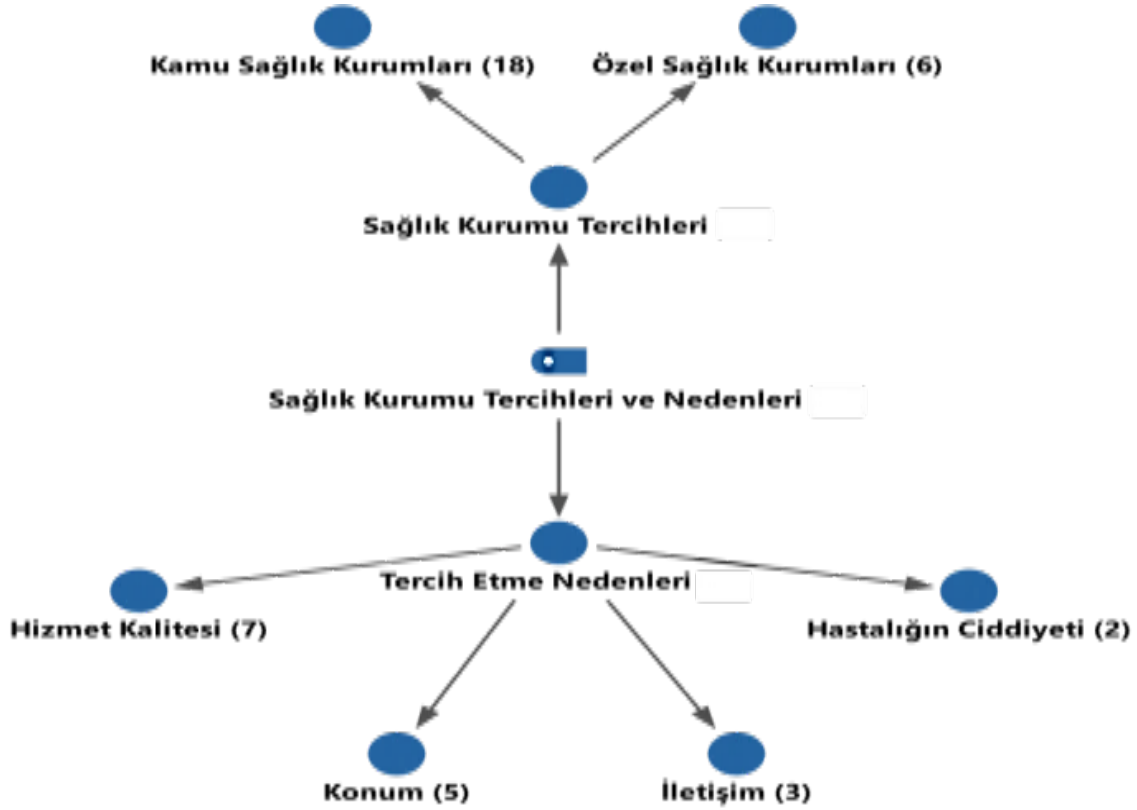 Kamu Sağlık Kurumları (18)
Özel Sağlık Kurumları (6)
Sağlık Kurumu Tercihleri
Sağlık Kurumu Tercihleri ve Nedenleri
Tercih Etme Nedenleri
Hizmet Kalitesi (7)
Hastalığın Ciddiyeti (2)
Konum (5)
İletişim (3)